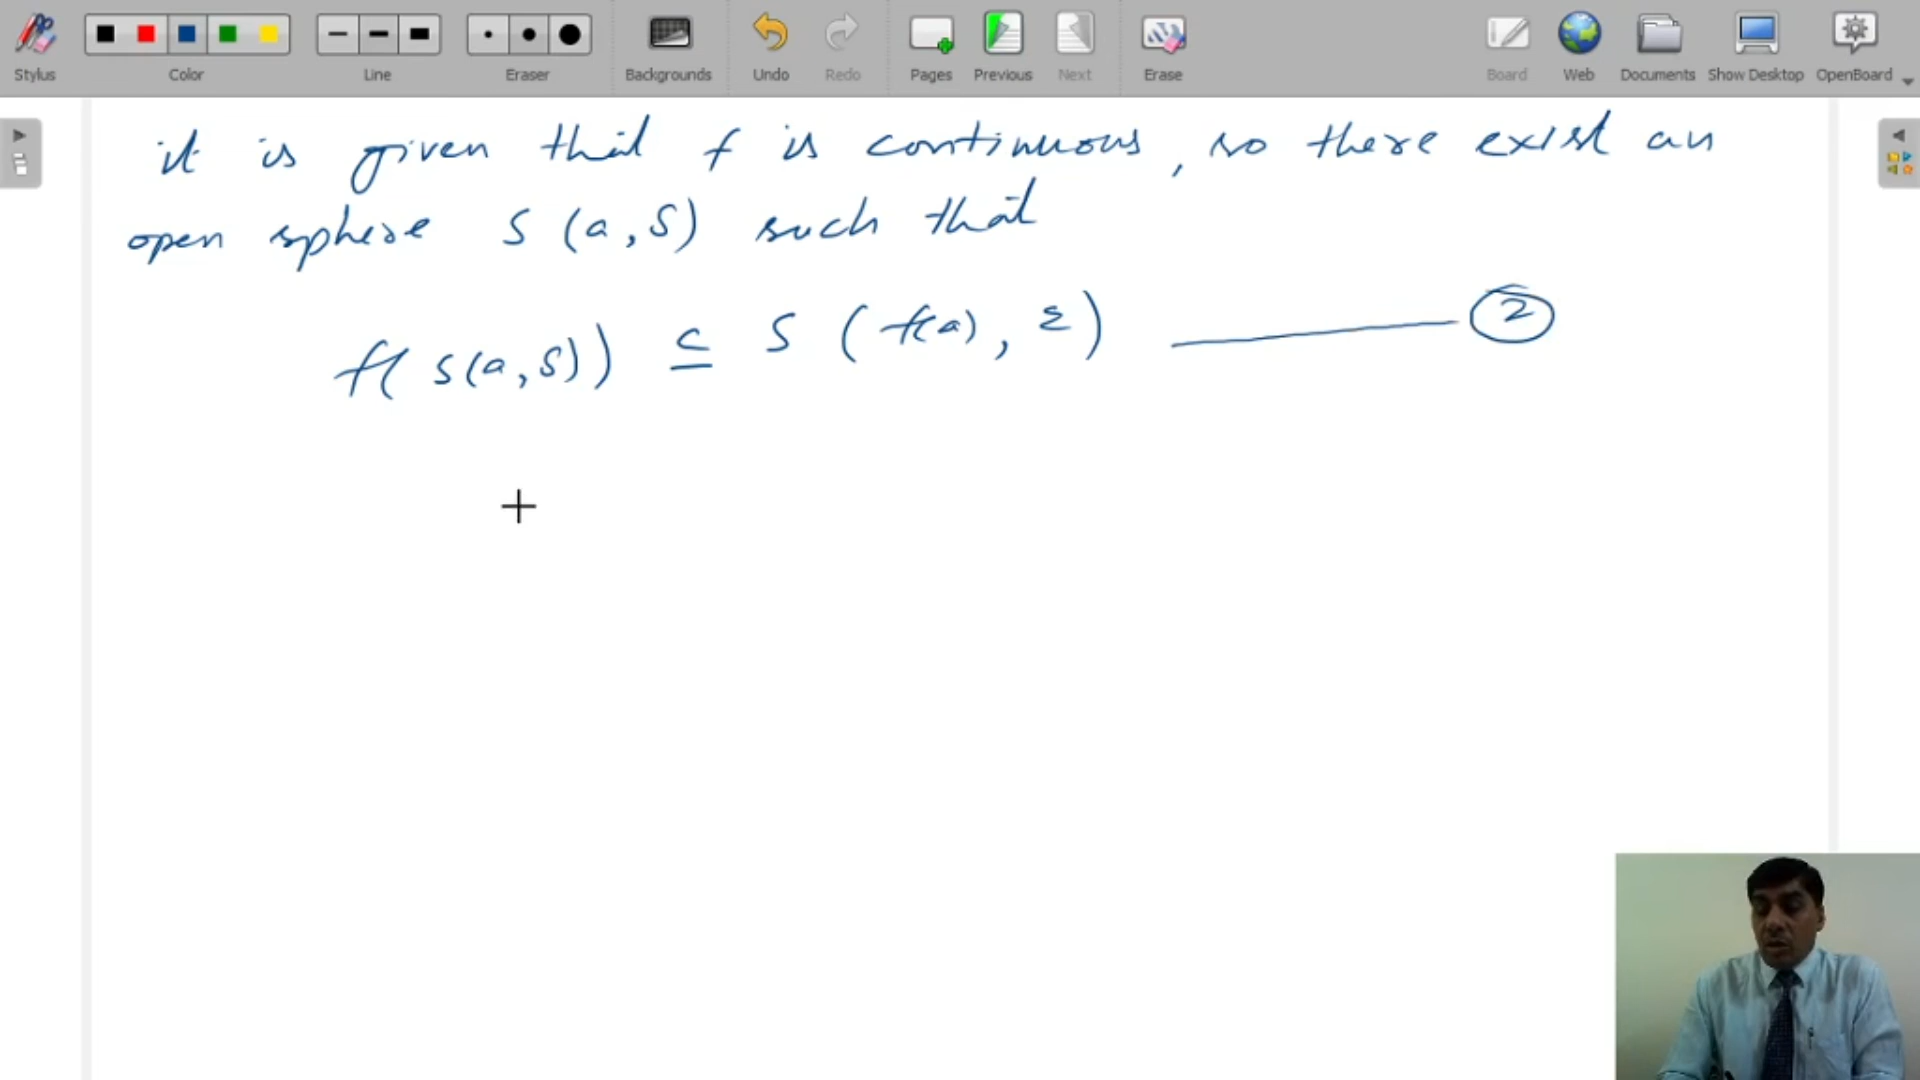 Stylus Color Line Eraser Backgrounds Undo Redo Pages Previous Next Erase Board Web Documents Show Desktop OpenBoard
it is given that f is continuous, so there exist an
open sphere S (a, δ) such that
f( S(a, δ)) ⊆ S ( f(a), ε) ——— ②